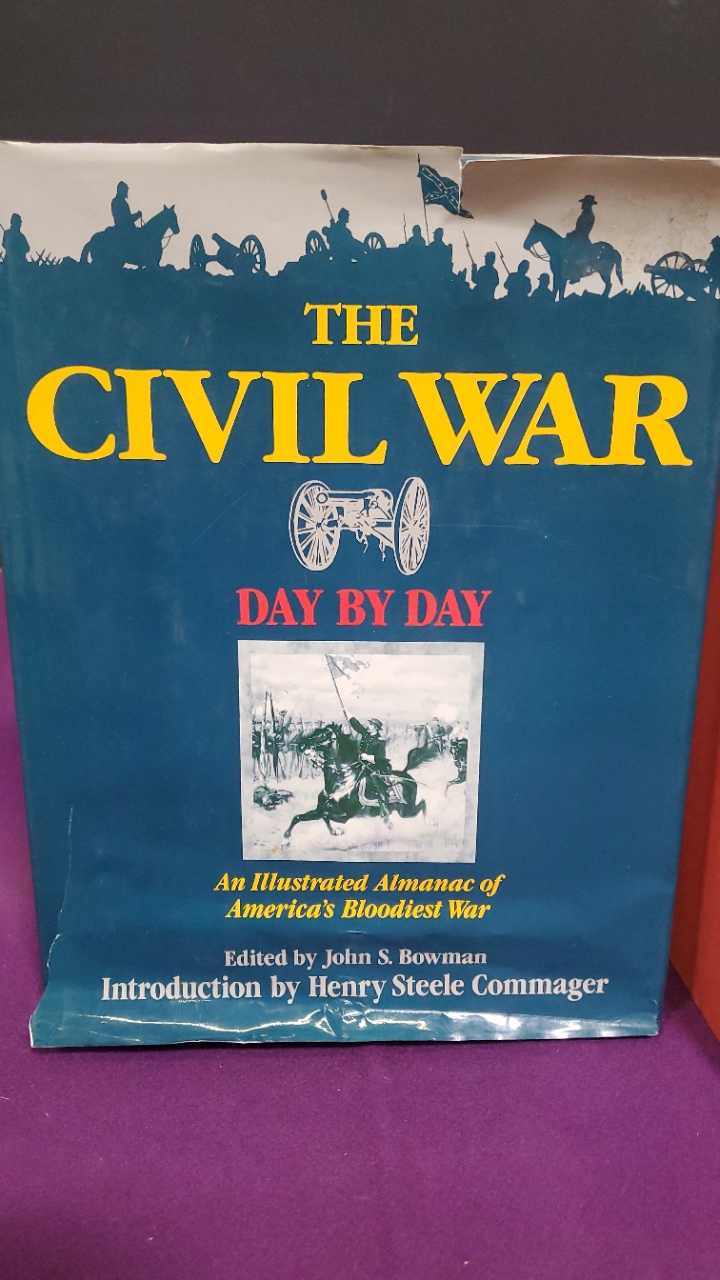 THE
CIVIL WAR
DAY BY DAY
An Illustrated Almanac of
America's Bloodiest War
Edited by John S. Bowman
Introduction by Henry Steele Commager